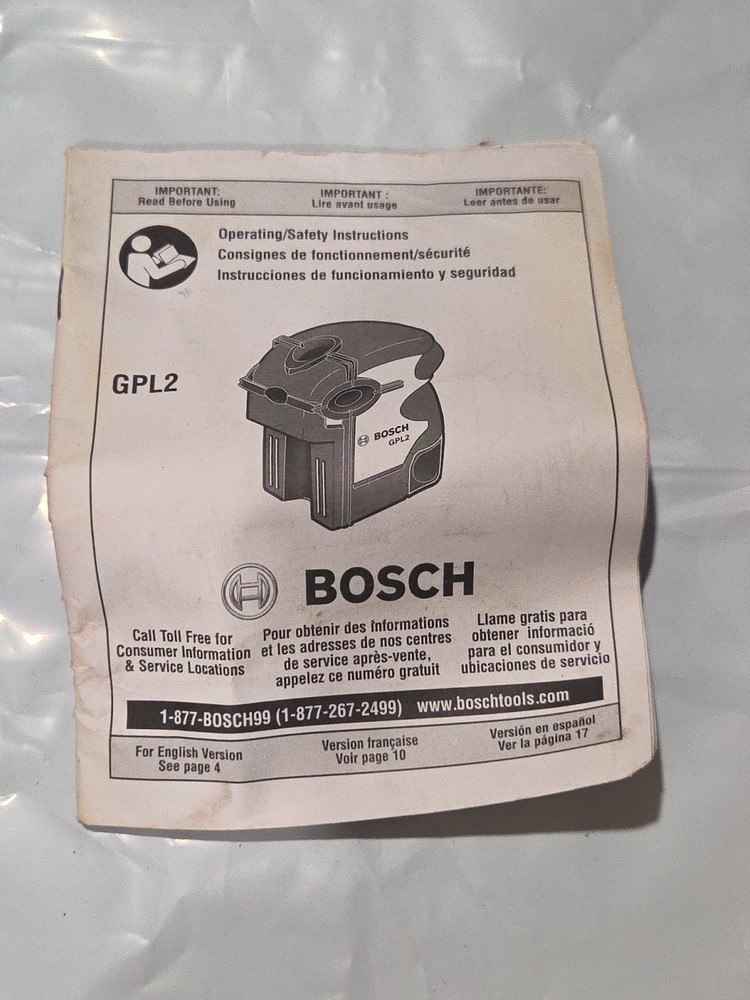 IMPORTANT:
Read Before Using
IMPORTANT :
Lire avant usage
IMPORTANTE:
Leer antes de usar
Operating/Safety Instructions
Consignes de fonctionnement/sécurité
Instrucciones de funcionamiento y seguridad
GPL2
BOSCH
GPL2
BOSCH
Call Toll Free for
Consumer Information
& Service Locations
Pour obtenir des informations
et les adresses de nos centres
de service après-vente,
appelez ce numéro gratuit
Llame gratis para
obtener informació
para el consumidor y
ubicaciones de servicio
1-877-BOSCH99 (1-877-267-2499) www.boschtools.com
For English Version
See page 4
Version française
Voir page 10
Versión en español
Ver la página 17